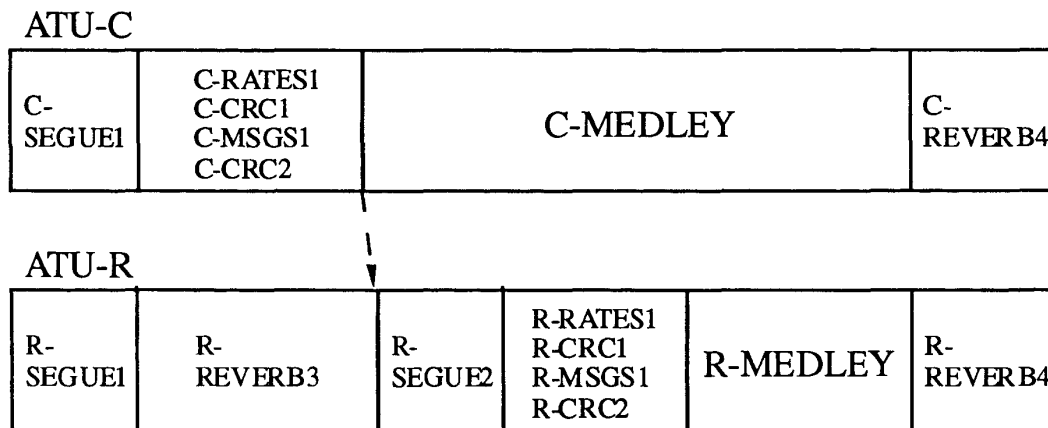 ATU-C
C-
SEGUE1
C-RATES1
C-CRC1
C-MSGS1
C-CRC2
C-MEDLEY
C-
REVERB4
ATU-R
R-
SEGUE1
R-
REVERB3
R-
SEGUE2
R-RATES1
R-CRC1
R-MSGS1
R-CRC2
R-MEDLEY
R-
REVERB4